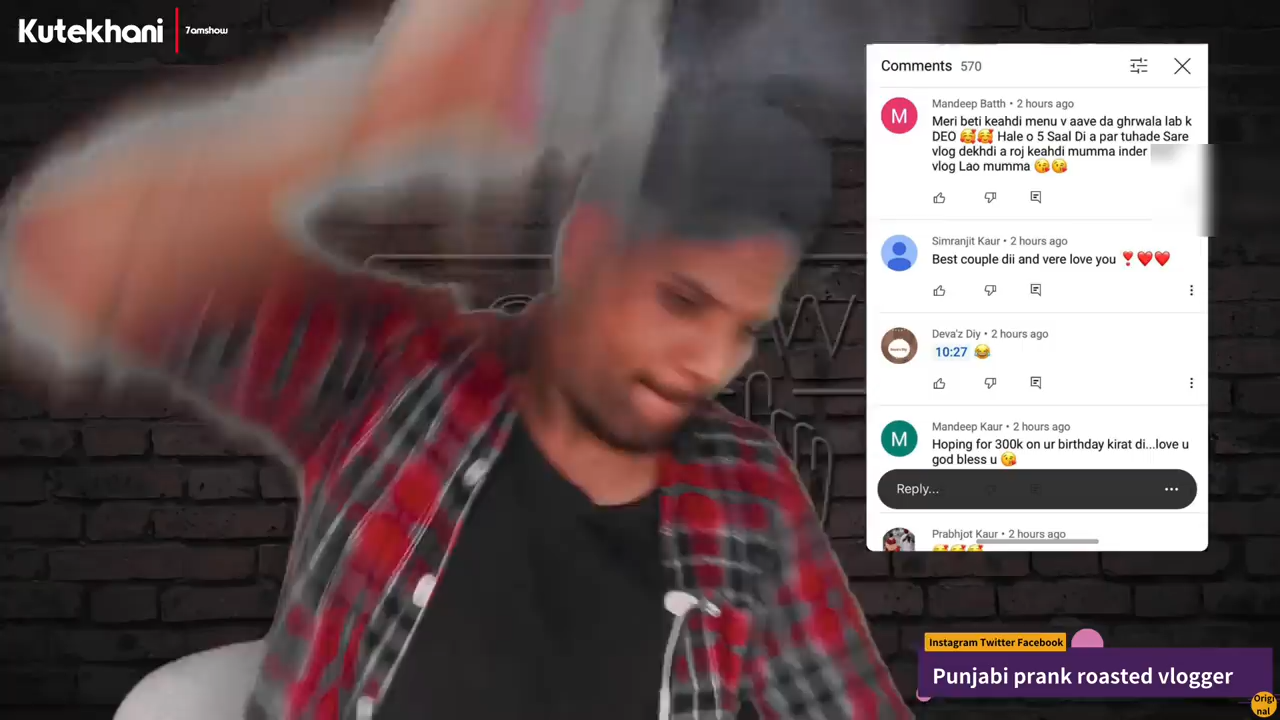 Kutekhani
7amshow
Comments 570
Mandeep Batth • 2 hours ago
Meri beti keahdi menu v aave da ghrwala lab k
DEO 🥰🥰 Hale o 5 Saal Di a par tuhade Sare
vlog dekhdi a roj keahdi mumma inder
vlog Lao mumma 😘😘
Simranjit Kaur • 2 hours ago
Best couple dii and vere love you ❣️❤️❤️
Deva'z Diy • 2 hours ago
10:27 😂
Mandeep Kaur • 2 hours ago
Hoping for 300k on ur birthday kirat di...love u
god bless u 😘
Reply...
Prabhjot Kaur • 2 hours ago
🥰🥰🥰
Instagram Twitter Facebook
Punjabi prank roasted vlogger
Origi
nal